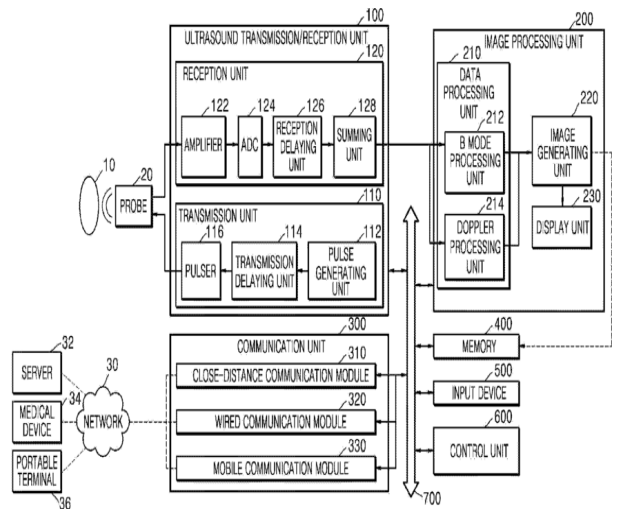 100
ULTRASOUND TRANSMISSION/RECEPTION UNIT
120
RECEPTION UNIT
122
AMPLIFIER
124
ADC
126
RECEPTION
DELAYING
UNIT
128
SUMMING
UNIT
10
20
PROBE
110
TRANSMISSION UNIT
116
PULSER
114
TRANSMISSION
DELAYING UNIT
112
PULSE
GENERATING
UNIT
200
IMAGE PROCESSING UNIT
210
DATA
PROCESSING
UNIT
212
B MODE
PROCESSING
UNIT
214
DOPPLER
PROCESSING
UNIT
220
IMAGE
GENERATING
UNIT
230
DISPLAY UNIT
300
COMMUNICATION UNIT
310
CLOSE-DISTANCE COMMUNICATION MODULE
320
WIRED COMMUNICATION MODULE
330
MOBILE COMMUNICATION MODULE
32
SERVER
34
MEDICAL
DEVICE
PORTABLE
TERMINAL
36
30
NETWORK
400
MEMORY
500
INPUT DEVICE
600
CONTROL UNIT
700